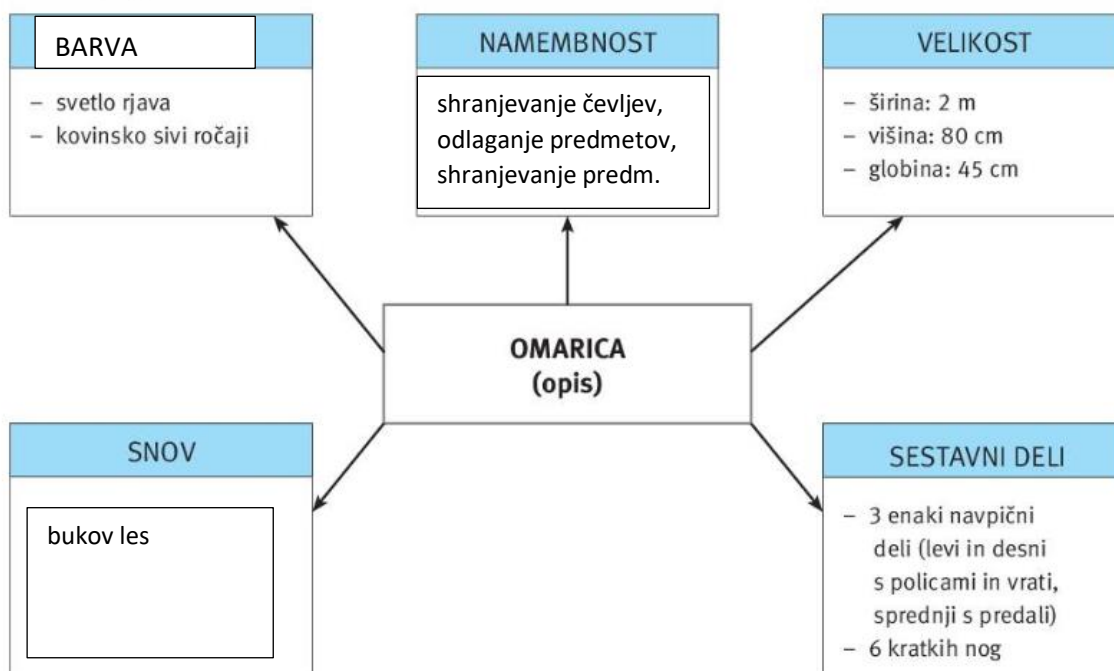 BARVA
– svetlo rjava
– kovinsko sivi ročaji
NAMEMBNOST
shranjevanje čevljev,
odlaganje predmetov,
shranjevanje predm.
VELIKOST
– širina: 2 m
– višina: 80 cm
– globina: 45 cm
OMARICA
(opis)
SNOV
bukov les
SESTAVNI DELI
– 3 enaki navpični
deli (levi in desni
s policami in vrati,
sprednji s predali)
– 6 kratkih nog